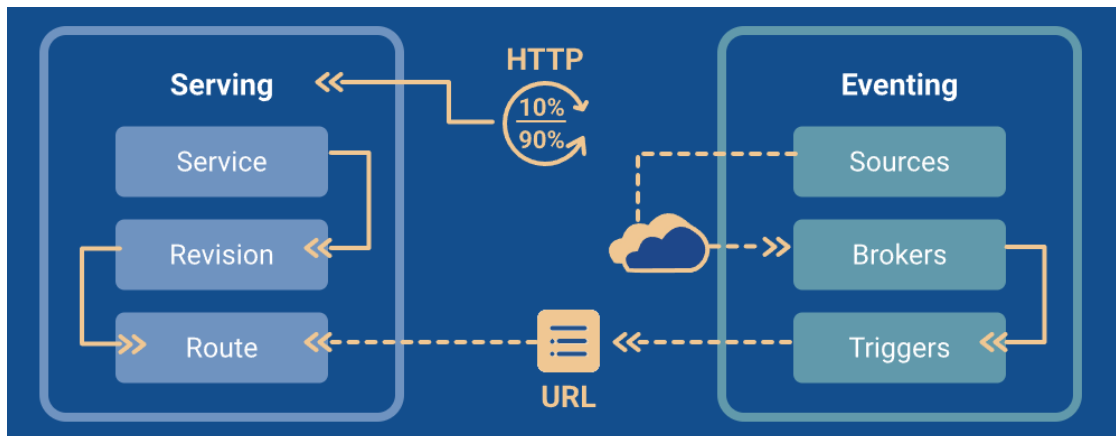 Serving
Service
Revision
Route
HTTP
10%
90%
URL
Eventing
Sources
Brokers
Triggers